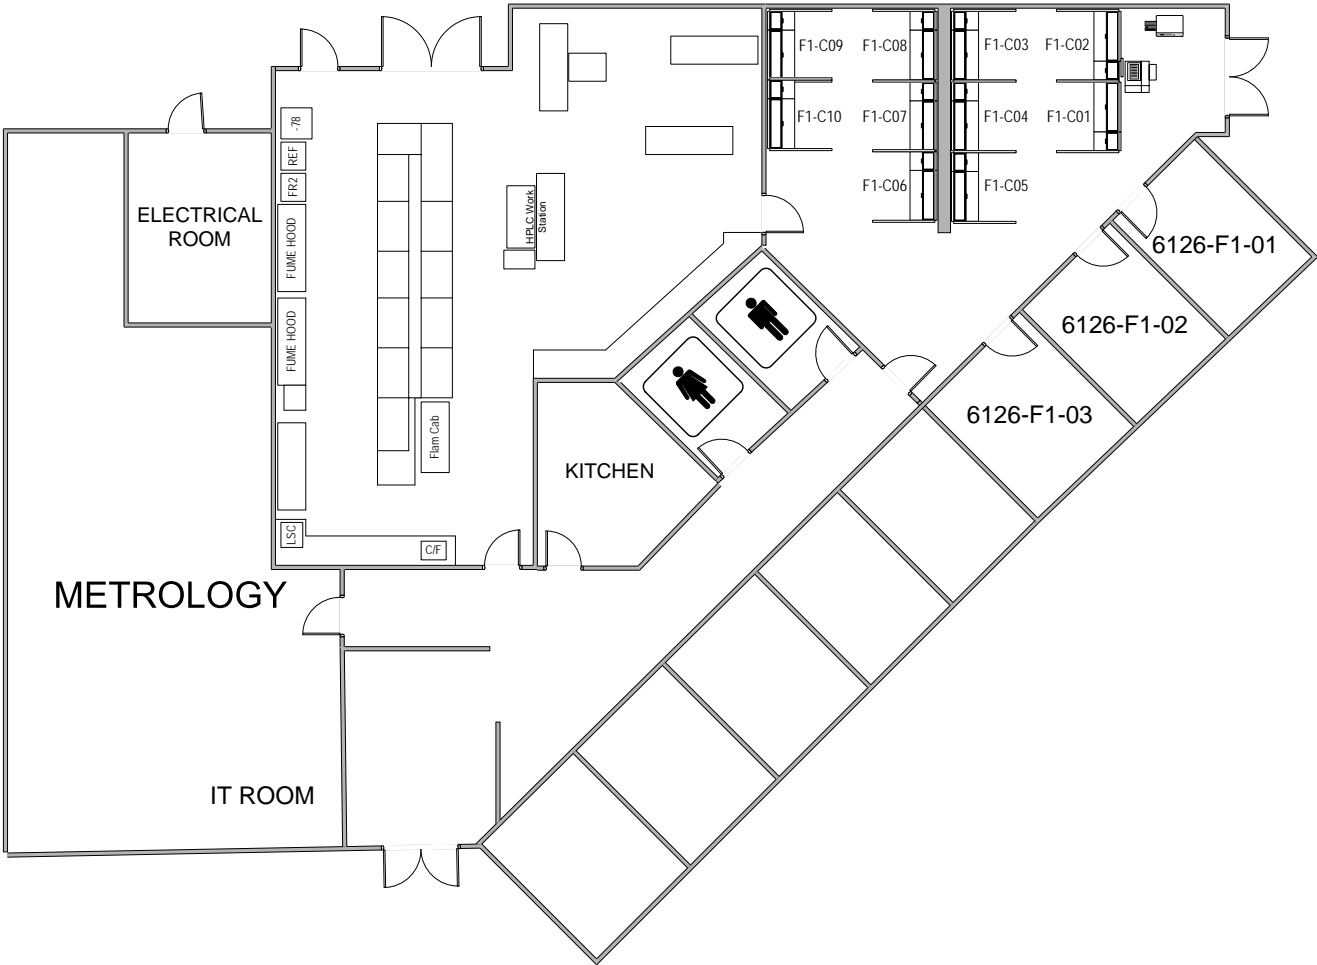 F1-C09
F1-C08
F1-C03
F1-C02
F1-C10
F1-C07
F1-C04
F1-C01
F1-C06
F1-C05
-78
REF
FR2
FUME HOOD
FUME HOOD
ELECTRICAL
ROOM
HPLC Work
Station
6126-F1-01
6126-F1-02
6126-F1-03
Flam Cab
KITCHEN
LSC
C/F
METROLOGY
IT ROOM